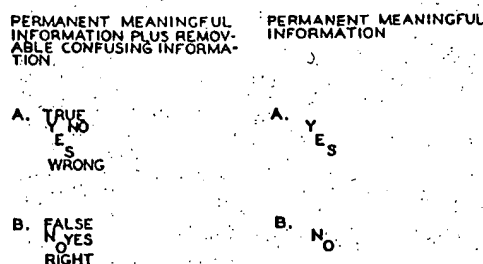 PERMANENT MEANINGFUL
INFORMATION PLUS REMOV-
ABLE CONFUSING INFORMA-
TION.
A. TRUE
Y NO
E
S
WRONG
B. FALSE
N YES
O
RIGHT
PERMANENT MEANINGFUL
INFORMATION
A.
Y
E
S
B.
N
O